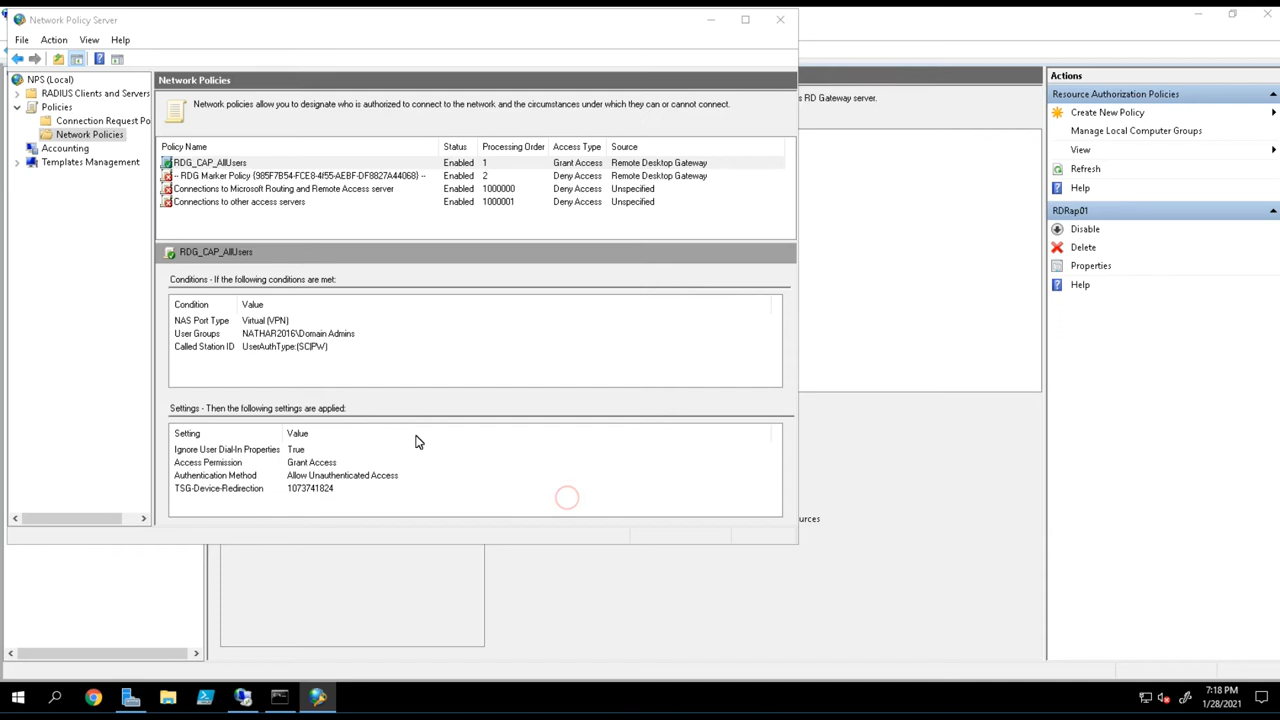 Network Policy Server
File Action View Help
NPS (Local)
RADIUS Clients and Servers
Policies
Connection Request Po
Network Policies
Accounting
Templates Management
Network Policies
Network policies allow you to designate who is authorized to connect to the network and the circumstances under which they can or cannot connect.
Policy Name Status Processing Order Access Type Source
RDG_CAP_AllUsers Enabled 1 Grant Access Remote Desktop Gateway
-- RDG Marker Policy {985F7B54-FCE8-4f55-AEBF-DF8827A44068} -- Enabled 2 Deny Access Remote Desktop Gateway
Connections to Microsoft Routing and Remote Access server Enabled 1000000 Deny Access Unspecified
Connections to other access servers Enabled 1000001 Deny Access Unspecified
RDG_CAP_AllUsers
Conditions - If the following conditions are met:
Condition Value
NAS Port Type Virtual (VPN)
User Groups NATHAR2016\Domain Admins
Called Station ID UserAuthType:(SC|PW)
Settings - Then the following settings are applied:
Setting Value
Ignore User Dial-In Properties True
Access Permission Grant Access
Authentication Method Allow Unauthenticated Access
TSG-Device-Redirection 1073741824
s RD Gateway server.
urces
Actions
Resource Authorization Policies
Create New Policy
Manage Local Computer Groups
View
Refresh
Help
RDRap01
Disable
Delete
Properties
Help
7:18 PM
1/28/2021